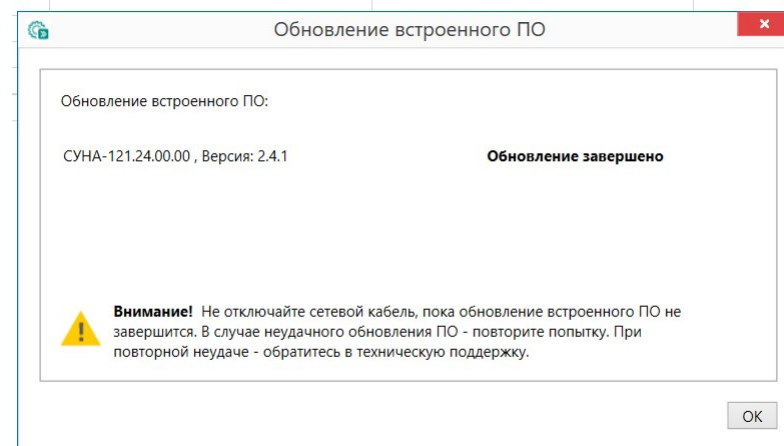 Обновление встроенного ПО
Обновление встроенного ПО:
СУНА-121.24.00.00 , Версия: 2.4.1 Обновление завершено
Внимание! Не отключайте сетевой кабель, пока обновление встроенного ПО не
завершится. В случае неудачного обновления ПО - повторите попытку. При
повторной неудаче - обратитесь в техническую поддержку.
ОК